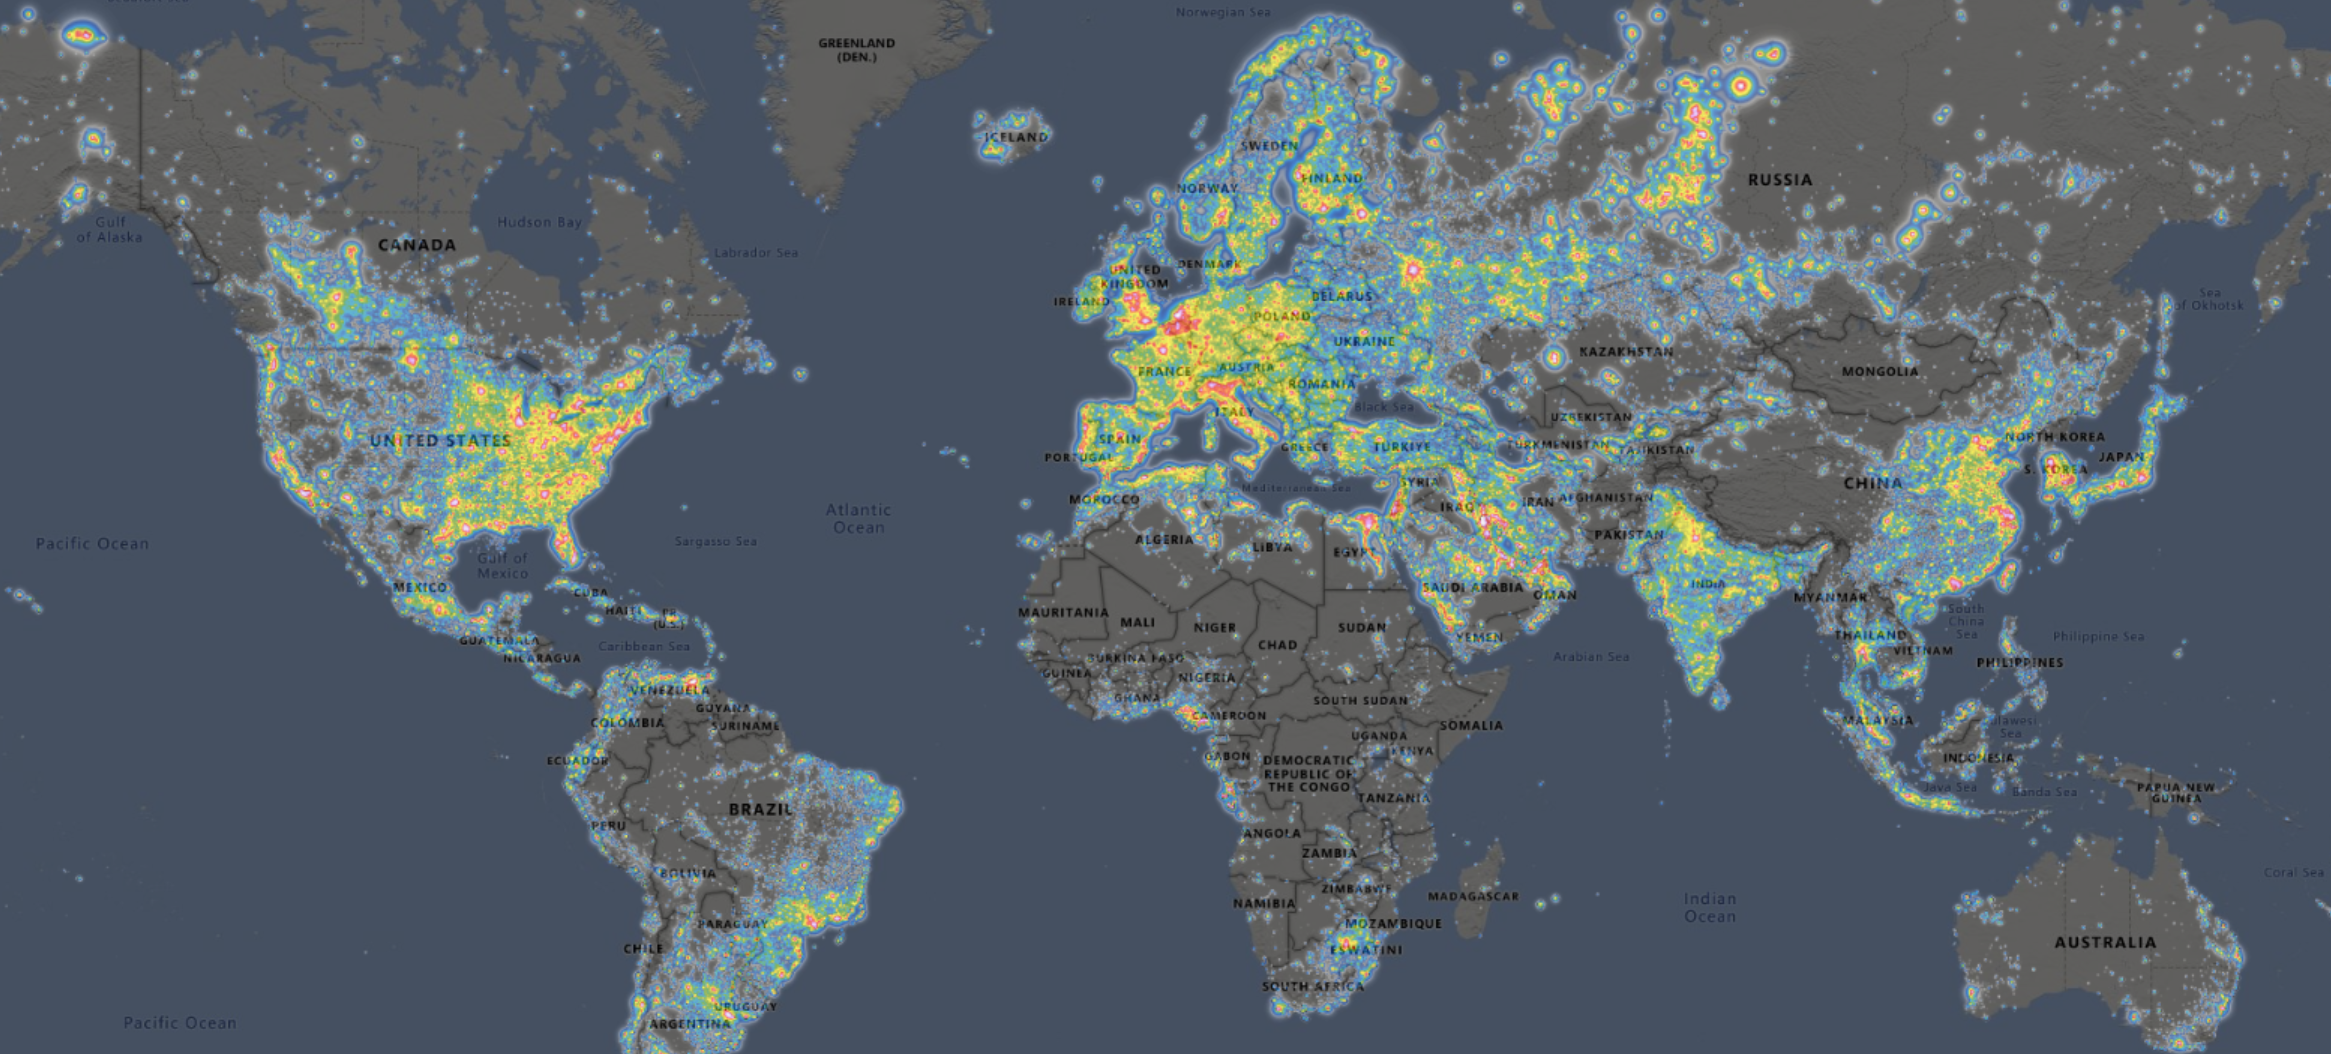 Norwegian Sea
GREENLAND
(DEN.)
ICELAND
SWEDEN
FINLAND
NORWAY
RUSSIA
Gulf
of Alaska
Hudson Bay
CANADA
Labrador Sea
UNITED
KINGDOM
DENMARK
IRELAND
BELARUS
POLAND
Sea
of Okhotsk
UKRAINE
KAZAKHSTAN
MONGOLIA
FRANCE
AUSTRIA
ROMANIA
ITALY
Black Sea
UZBEKISTAN
UNITED STATES
SPAIN
PORTUGAL
GREECE
TÜRKIYE
TURKMENISTAN
TAJIKISTAN
NORTH KOREA
JAPAN
S. KOREA
CHINA
SYRIA
Mediterranean Sea
MOROCCO
IRAQ
IRAN
AFGHANISTAN
Atlantic
Ocean
Pacific Ocean
Sargasso Sea
ALGERIA
LIBYA
EGYPT
PAKISTAN
Gulf of
Mexico
MEXICO
CUBA
HAITI
PR
(U.S.)
SAUDI ARABIA
OMAN
INDIA
MYANMAR
South
China
Sea
MAURITANIA
MALI
NIGER
CHAD
SUDAN
YEMEN
THAILAND
VIETNAM
Philippine Sea
PHILIPPINES
GUATEMALA
NICARAGUA
Caribbean Sea
Arabian Sea
BURKINA FASO
GUINEA
GHANA
NIGERIA
CAMEROON
SOUTH SUDAN
SOMALIA
VENEZUELA
GUYANA
SURINAME
COLOMBIA
ECUADOR
MALAYSIA
INDONESIA
Java Sea
Banda Sea
PAPUA NEW
GUINEA
GABON
UGANDA
KENYA
DEMOCRATIC
REPUBLIC OF
THE CONGO
TANZANIA
BRAZIL
PERU
ANGOLA
ZAMBIA
BOLIVIA
ZIMBABWE
NAMIBIA
MADAGASCAR
MOZAMBIQUE
ESWATINI
Indian
Ocean
Coral Sea
AUSTRALIA
PARAGUAY
CHILE
SOUTH AFRICA
URUGUAY
ARGENTINA
Pacific Ocean